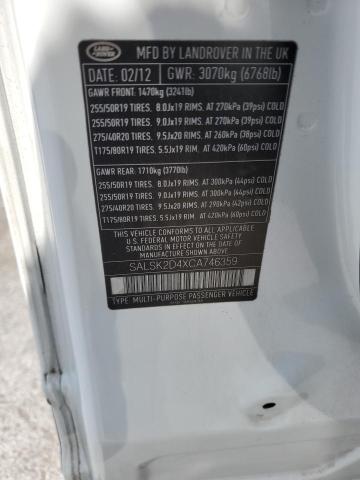 LAND ROVER
MFD BY LANDROVER IN THE UK
DATE: 02/12 GWR: 3070kg (6768lb)
GAWR FRONT: 1470kg (3241lb)
255/50R19 TIRES. 8.0Jx19 RIMS. AT 270kPa (39psi) COLD
255/50R19 TIRES. 9.0Jx19 RIMS. AT 270kPa (39psi) COLD
275/40R20 TIRES. 9.5Jx20 RIMS. AT 260kPa (38psi) COLD
T175/80R19 TIRES. 5.5Jx19 RIM. AT 420kPa (60psi) COLD
GAWR REAR: 1710kg (3770lb)
255/50R19 TIRES. 8.0Jx19 RIMS. AT 300kPa (44psi) COLD
255/50R19 TIRES. 9.0Jx19 RIMS. AT 300kPa (44psi) COLD
275/40R20 TIRES. 9.5Jx20 RIMS. AT 290kPa (42psi) COLD
T175/80R19 TIRES. 5.5Jx19 RIM. AT 420kPa (60psi) COLD
THIS VEHICLE CONFORMS TO ALL APPLICABLE
U.S. FEDERAL MOTOR VEHICLE SAFETY STANDARDS IN EFFECT ON THE DATE OF
MANUFACTURE SHOWN ABOVE
SALSK2D4XCA746359
TYPE: MULTI-PURPOSE PASSENGER VEHICLE